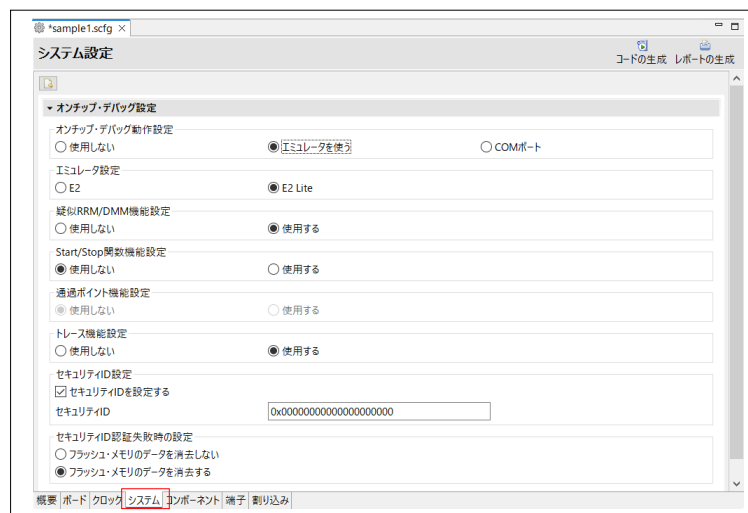 *sample1.scfg
システム設定
コードの生成 レポートの生成
オンチップ・デバッグ設定
オンチップ・デバッグ動作設定
使用しない エミュレータを使う COMポート
エミュレータ設定
E2 E2 Lite
疑似RRM/DMM機能設定
使用しない 使用する
Start/Stop関数機能設定
使用しない 使用する
通過ポイント機能設定
使用しない 使用する
トレース機能設定
使用しない 使用する
セキュリティID設定
セキュリティIDを設定する
セキュリティID 0x00000000000000000000
セキュリティID認証失敗時の設定
フラッシュ・メモリのデータを消去しない
フラッシュ・メモリのデータを消去する
概要 ボード クロック システム コンポーネント 端子 割り込み